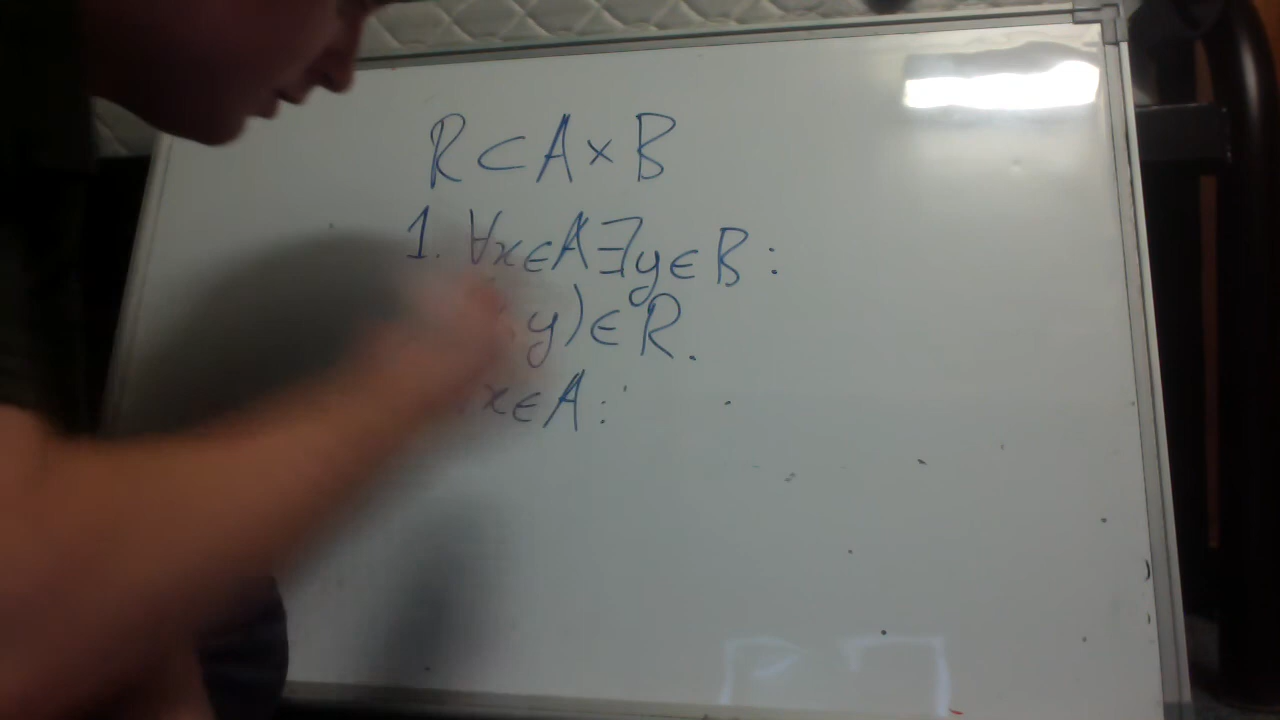 R ⊂ A × B
1. ∀x ∈ A ∃y ∈ B :
y) ∈ R.
x ∈ A :